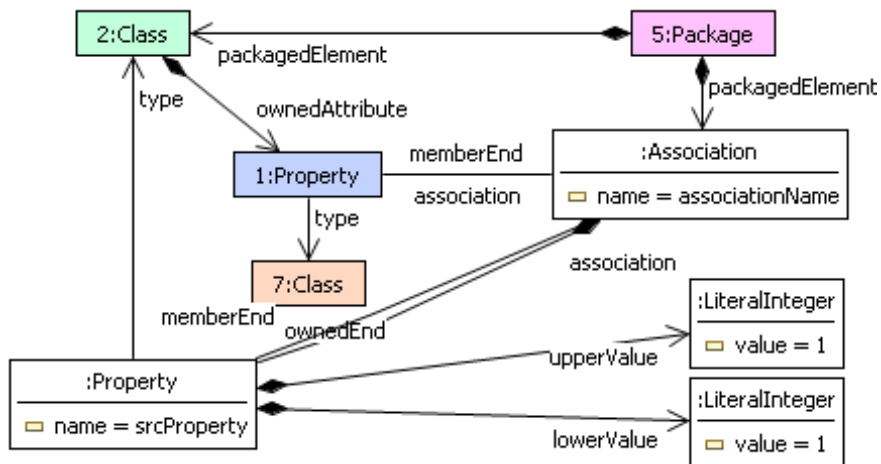 2:Class
5:Package
packagedElement
type
packagedElement
ownedAttribute
:Association
name = associationName
memberEnd
1:Property
association
type
association
7:Class
memberEnd
ownedEnd
:LiteralInteger
value = 1
upperValue
:Property
name = srcProperty
:LiteralInteger
value = 1
lowerValue